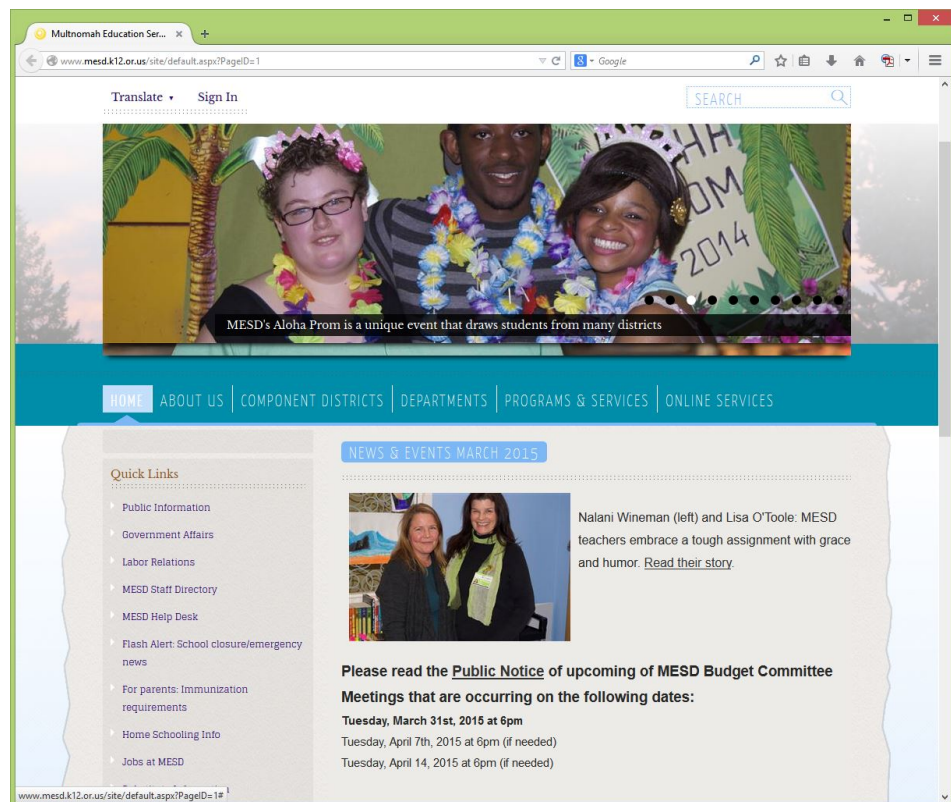 Multnomah Education Ser...
www.mesd.k12.or.us/site/default.aspx?PageID=1
Google
Translate
Sign In
SEARCH
PROM
2014
MESD's Aloha Prom is a unique event that draws students from many districts
HOME
ABOUT US
COMPONENT DISTRICTS
DEPARTMENTS
PROGRAMS & SERVICES
ONLINE SERVICES
NEWS & EVENTS MARCH 2015
Quick Links
Public Information
Government Affairs
Labor Relations
MESD Staff Directory
MESD Help Desk
Flash Alert: School closure/emergency
news
For parents: Immunization
requirements
Home Schooling Info
Jobs at MESD
Nalani Wineman (left) and Lisa O'Toole: MESD
teachers embrace a tough assignment with grace
and humor. Read their story.
Please read the Public Notice of upcoming of MESD Budget Committee
Meetings that are occurring on the following dates:
Tuesday, March 31st, 2015 at 6pm
Tuesday, April 7th, 2015 at 6pm (if needed)
Tuesday, April 14, 2015 at 6pm (if needed)
www.mesd.k12.or.us/site/default.aspx?PageID=1#